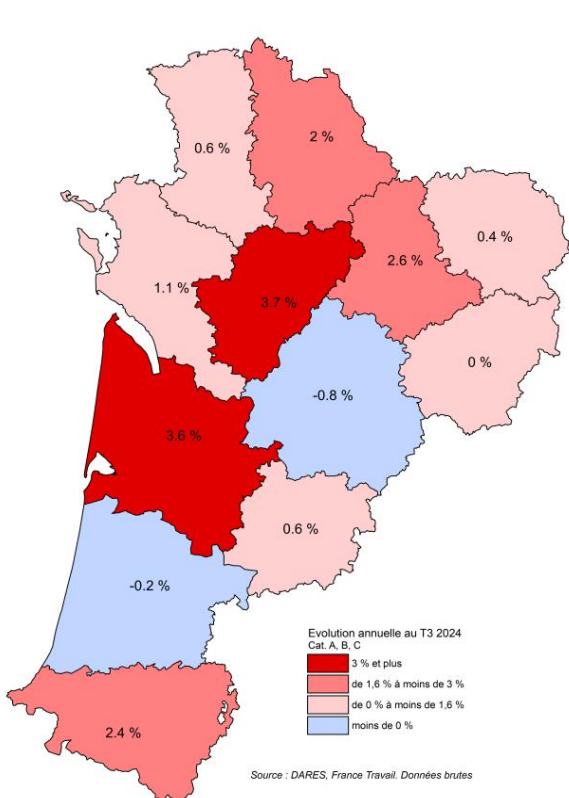 2 %
0.6 %
0.4 %
2.6 %
1.1 %
3.7 %
0 %
-0.8 %
3.6 %
0.6 %
-0.2 %
2.4 %
Evolution annuelle au T3 2024
Cat. A, B, C
3 % et plus
de 1,6 % à moins de 3 %
de 0 % à moins de 1,6 %
moins de 0 %
Source : DARES, France Travail. Données brutes